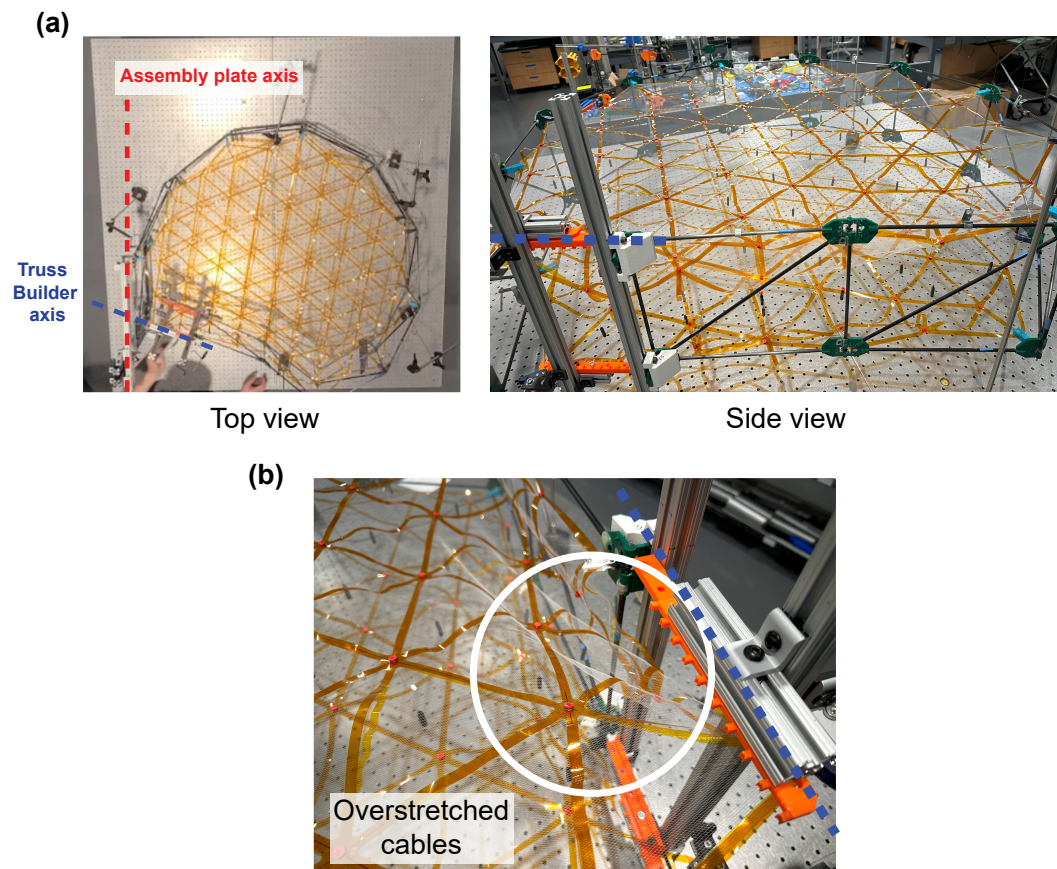 (a)
Assembly plate axis
Truss
Builder
axis
Top view
Side view
(b)
Overstretched
cables